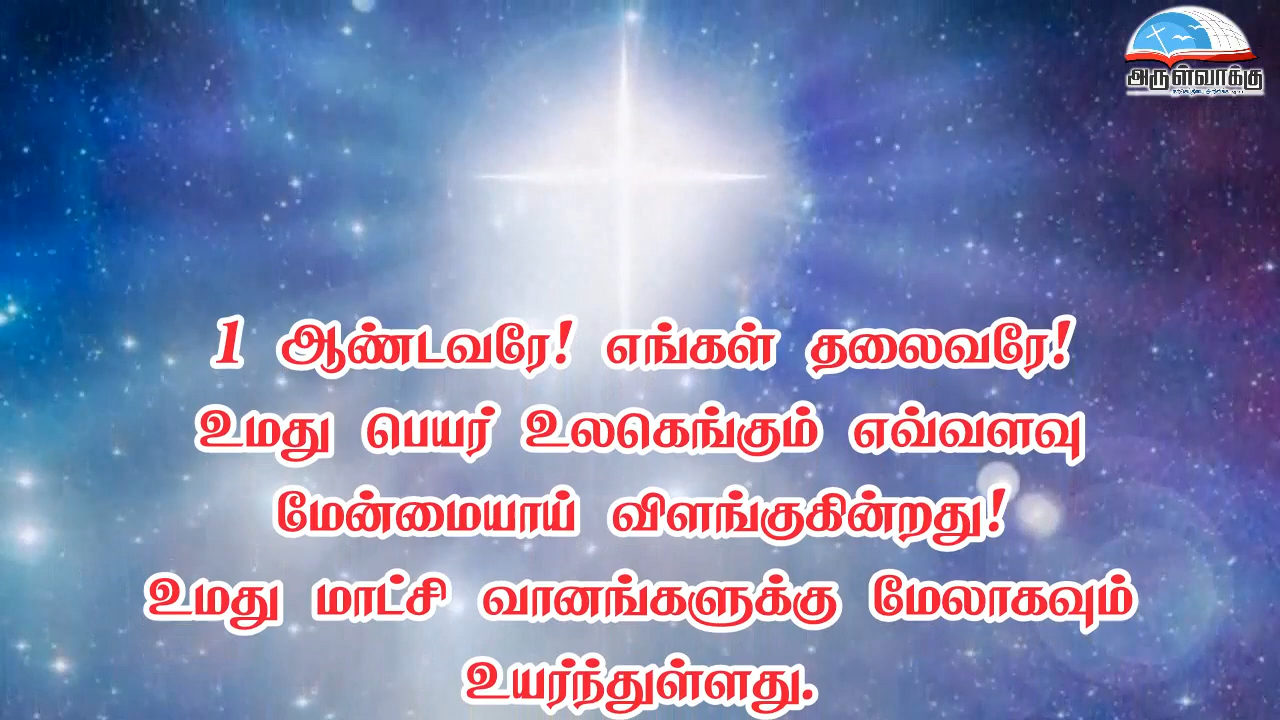 அருள்வாக்கு
1 ஆண்டவரே! எங்கள் தலைவரே!
உமது பெயர் உலகெங்கும் எவ்வளவு
மேன்மையாய் விளங்குகின்றது!
உமது மாட்சி வானங்களுக்கு மேலாகவும்
உயர்ந்துள்ளது.